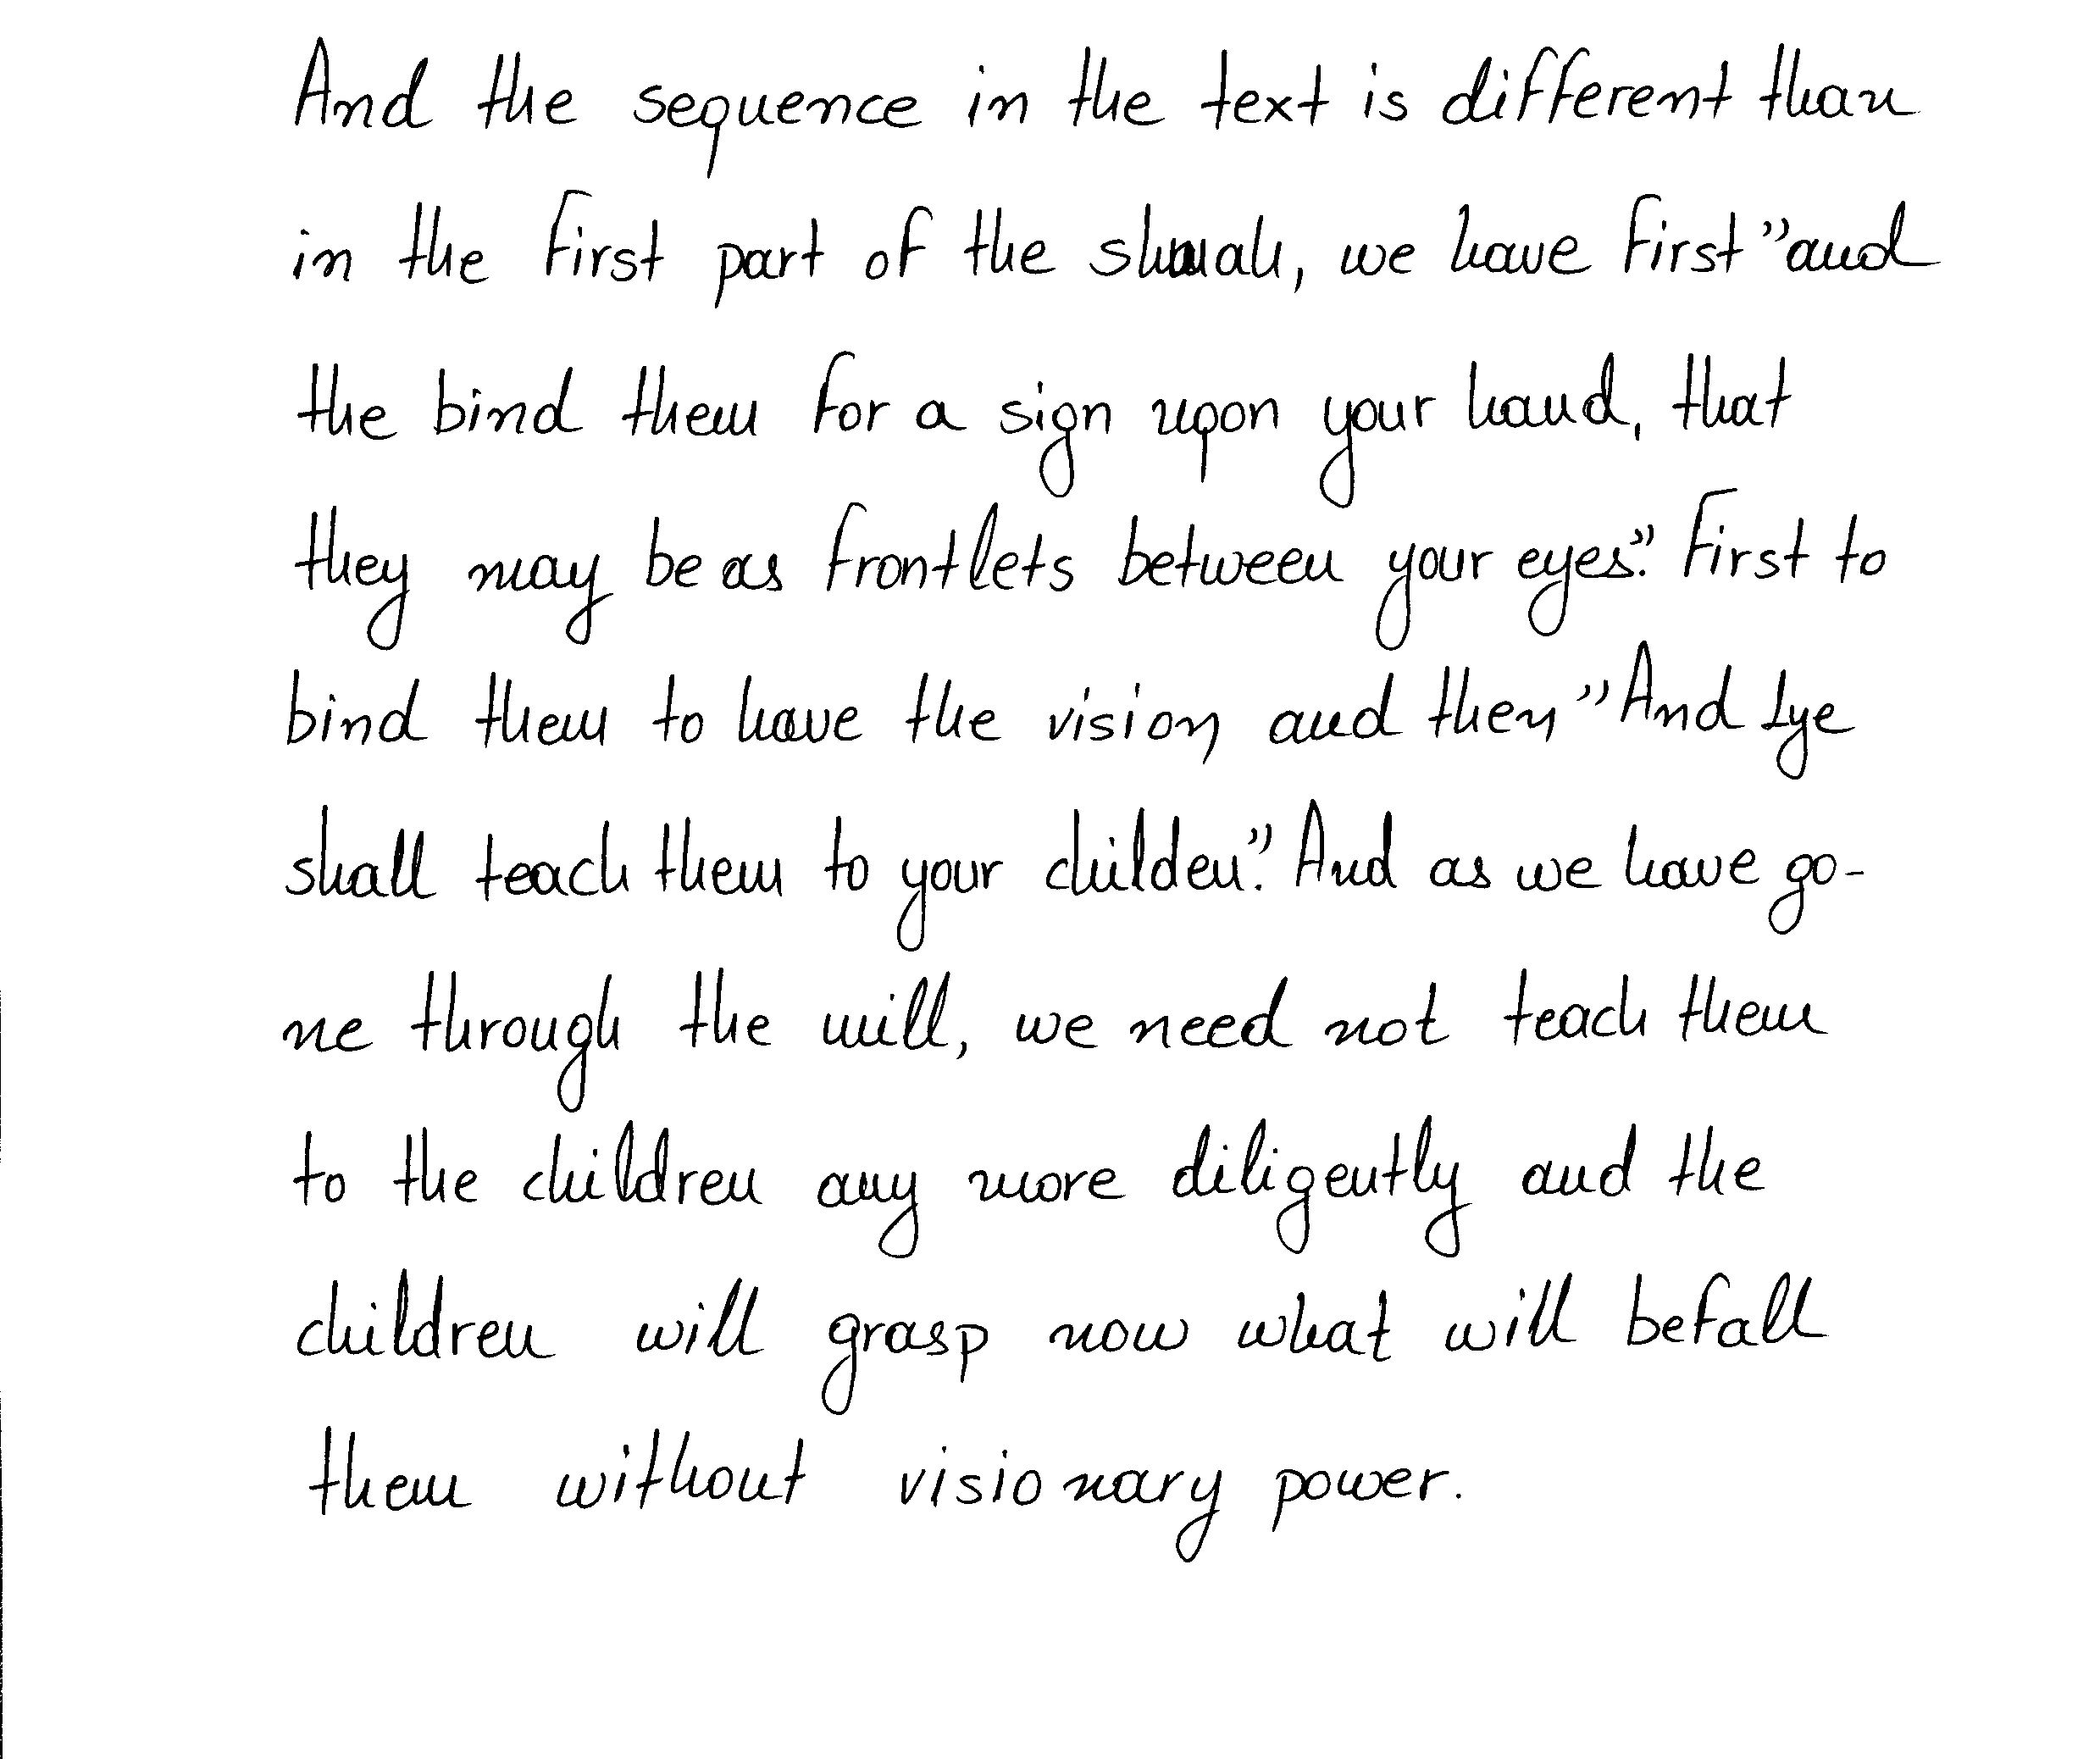 And the sequence in the text is different than
in the first part of the shmah, we have first "and
the bind them for a sign upon your hand, that
they may be as frontlets between your eyes". First to
bind them to have the vision and then "And Lye
shall teach them to your childen". And as we have go-
ne through the mill, we need not teach them
to the children any more diligently and the
children will grasp now what will befall
them without visionary power.